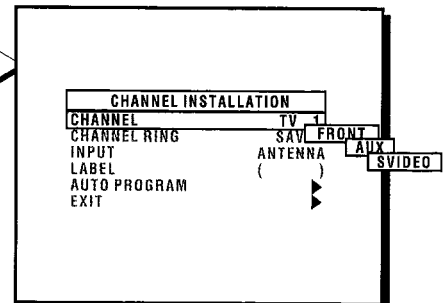 CHANNEL INSTALLATION
CHANNEL TV 1
CHANNEL RING SAV FRONT
INPUT ANTENNA AUX
LABEL ( ) SVIDEO
AUTO PROGRAM ▶
EXIT ▶